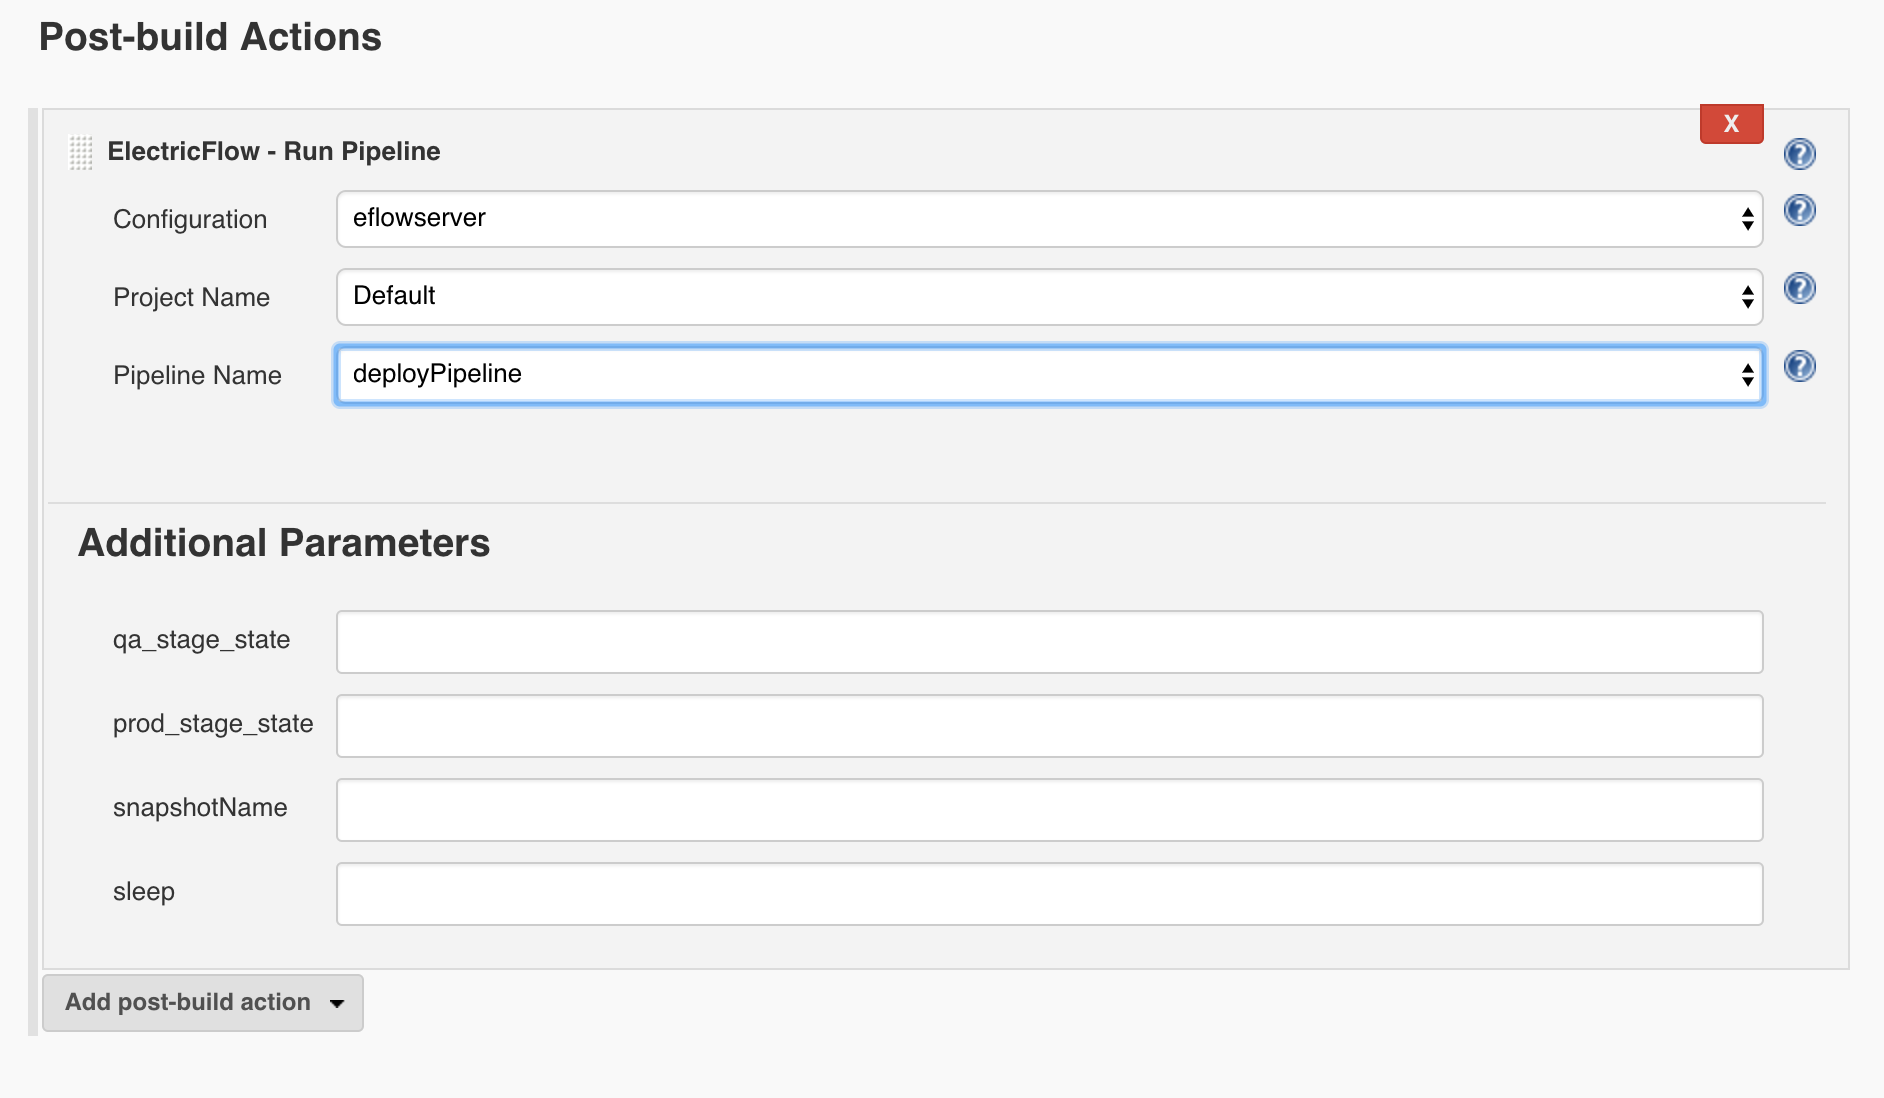 Post-build Actions
X
ElectricFlow - Run Pipeline
?
Configuration
eflowserver
?
Project Name
Default
?
Pipeline Name
deployPipeline
?
Additional Parameters
qa_stage_state
prod_stage_state
snapshotName
sleep
Add post-build action